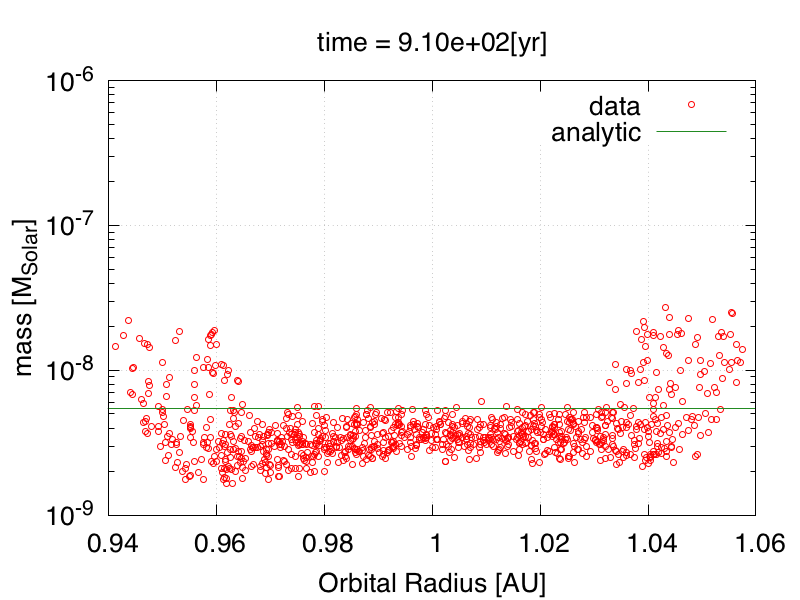 time = 9.10e+02[yr]
data
analytic
10-6
10-7
10-8
10-9
mass [MSolar]
0.94 0.96 0.98 1 1.02 1.04 1.06
Orbital Radius [AU]